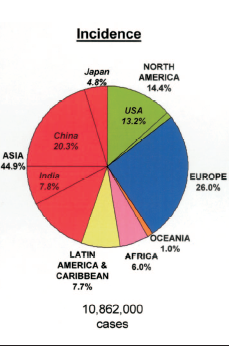 Incidence
NORTH
AMERICA
14.4%
Japan
4.8%
USA
13.2%
China
20.3%
ASIA
44.9%
India
7.8%
EUROPE
26.0%
OCEANIA
1.0%
AFRICA
6.0%
LATIN
AMERICA &
CARIBBEAN
7.7%
10,862,000
cases